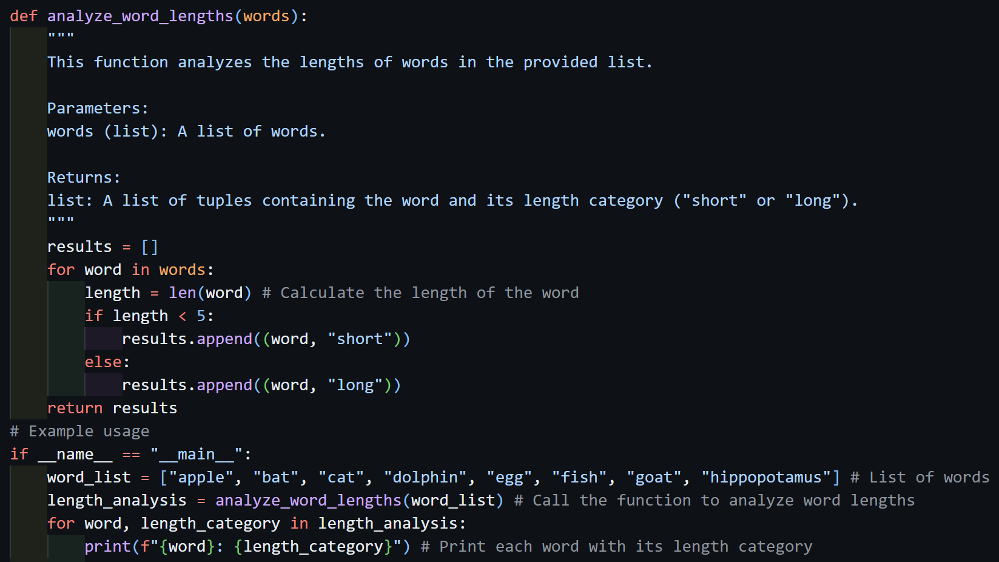 def analyze_word_lengths(words):
    """
    This function analyzes the lengths of words in the provided list.

    Parameters:
    words (list): A list of words.

    Returns:
    list: A list of tuples containing the word and its length category ("short" or "long").
    """
    results = []
    for word in words:
        length = len(word) # Calculate the length of the word
        if length < 5:
            results.append((word, "short"))
        else:
            results.append((word, "long"))
    return results
# Example usage
if __name__ == "__main__":
    word_list = ["apple", "bat", "cat", "dolphin", "egg", "fish", "goat", "hippopotamus"] # List of words
    length_analysis = analyze_word_lengths(word_list) # Call the function to analyze word lengths
    for word, length_category in length_analysis:
        print(f"{word}: {length_category}") # Print each word with its length category